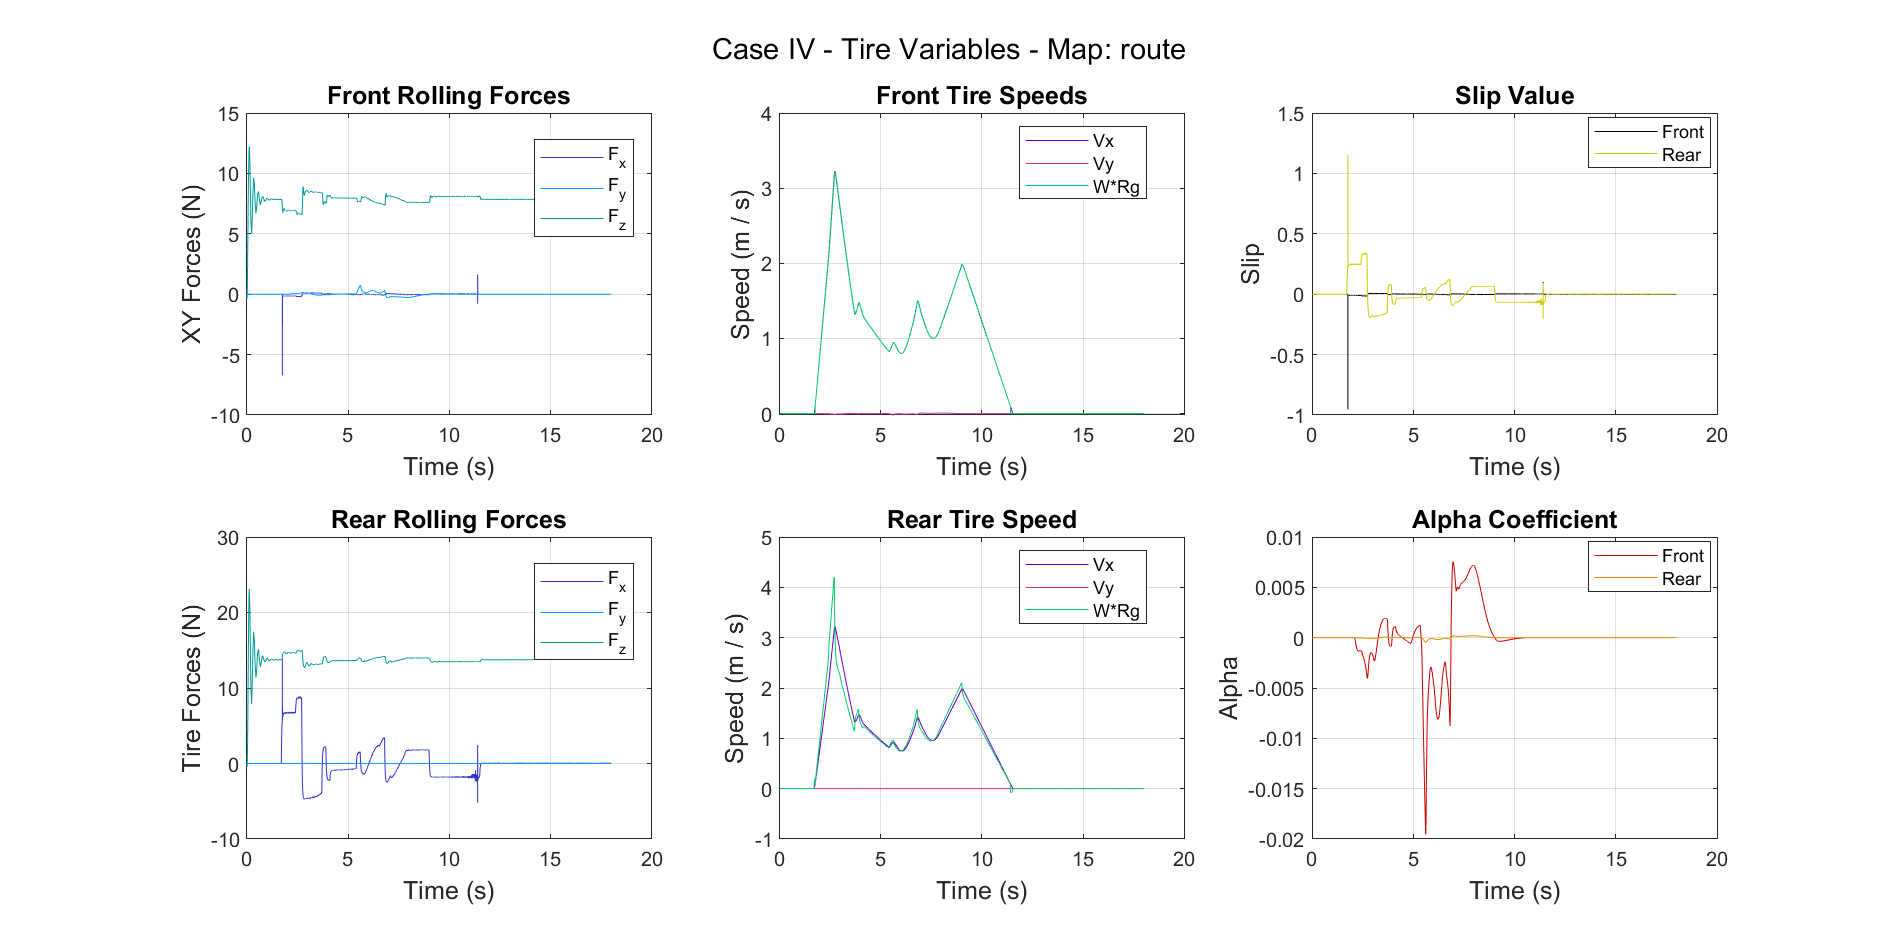 Case IV - Tire Variables - Map: route
Front Rolling Forces
15
10
5
0
-5
-10
XY Forces (N)
0 5 10 15 20
Time (s)
Fx
Fy
Fz
Front Tire Speeds
4
3
2
1
0
Speed (m / s)
0 5 10 15 20
Time (s)
Vx
Vy
W*Rg
Slip Value
1.5
1
0.5
0
-0.5
-1
Slip
0 5 10 15 20
Time (s)
Front
Rear
Rear Rolling Forces
30
20
10
0
-10
Tire Forces (N)
0 5 10 15 20
Time (s)
Fx
Fy
Fz
Rear Tire Speed
5
4
3
2
1
0
-1
Speed (m / s)
0 5 10 15 20
Time (s)
Vx
Vy
W*Rg
Alpha Coefficient
0.01
0.005
0
-0.005
-0.01
-0.015
-0.02
Alpha
0 5 10 15 20
Time (s)
Front
Rear